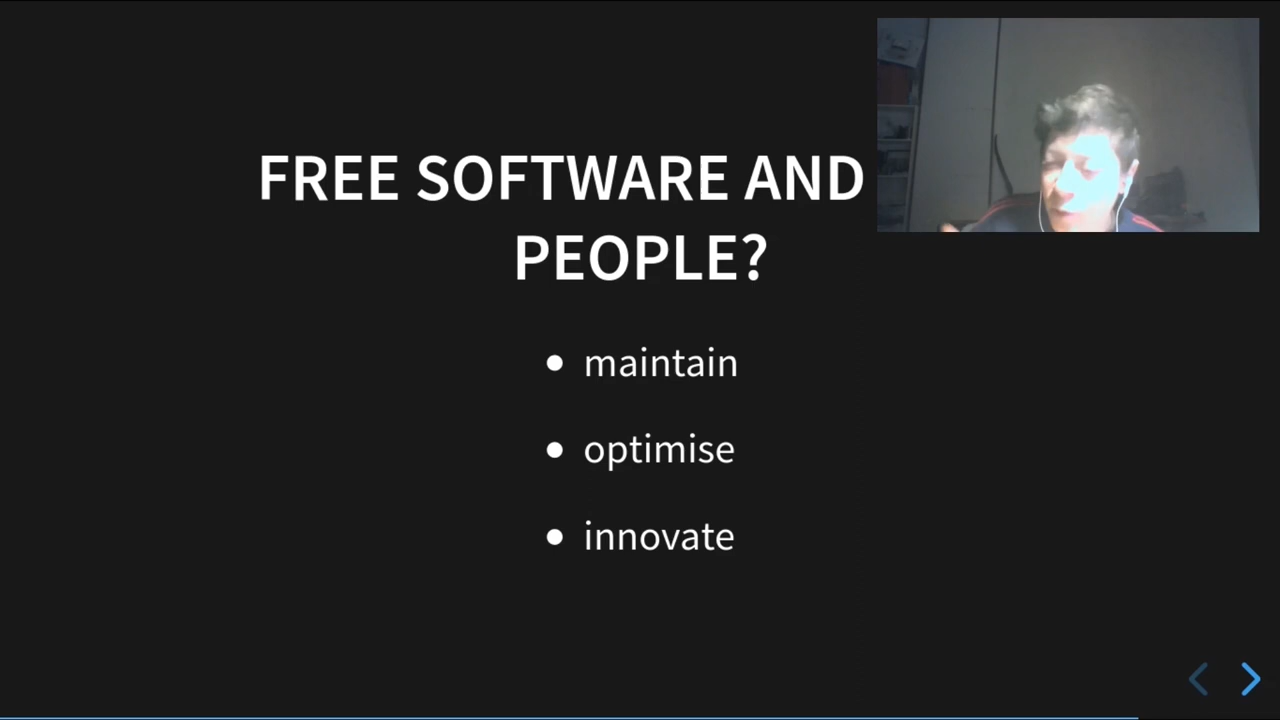 FREE SOFTWARE AND
PEOPLE?
maintain
optimise
innovate